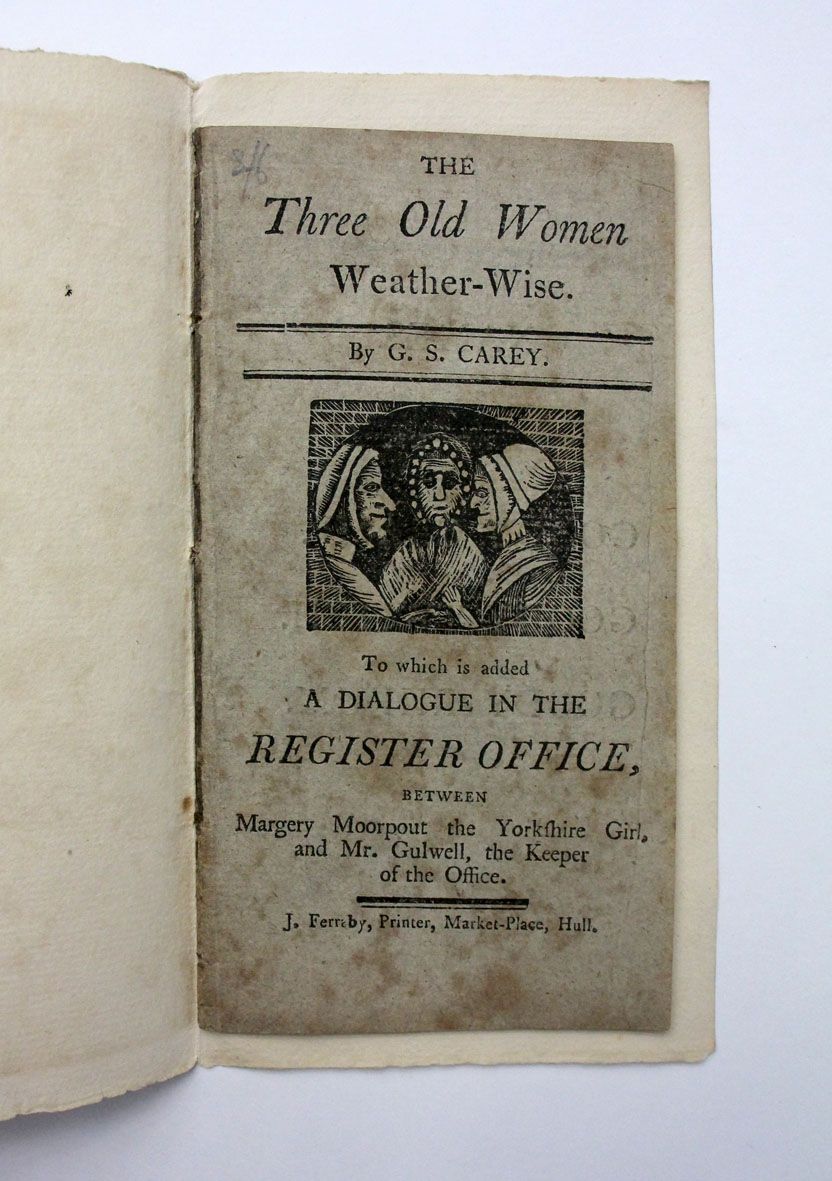 THE
Three Old Women
Weather-Wise.
By G. S. CAREY.
To which is added
A DIALOGUE IN THE
REGISTER OFFICE,
BETWEEN
Margery Moorpout the Yorkſhire Girl,
and Mr. Gulwell, the Keeper
of the Office.
J. Ferraby, Printer, Market-Place, Hull.